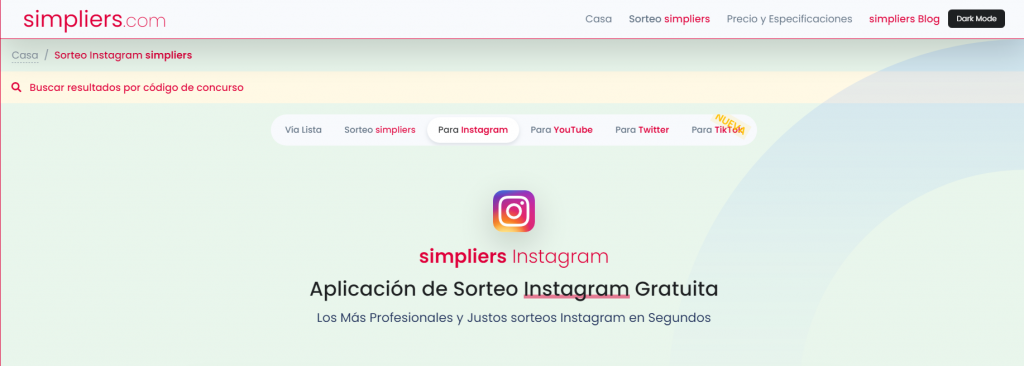 simpliers.com
Casa Sorteo simpliers Precio y Especificaciones simpliers Blog Dark Mode
Casa / Sorteo Instagram simpliers
Buscar resultados por código de concurso
Vía Lista Sorteo simpliers Para Instagram Para YouTube Para Twitter Para TikTok NUEVA
simpliers Instagram
Aplicación de Sorteo Instagram Gratuita
Los Más Profesionales y Justos sorteos Instagram en Segundos